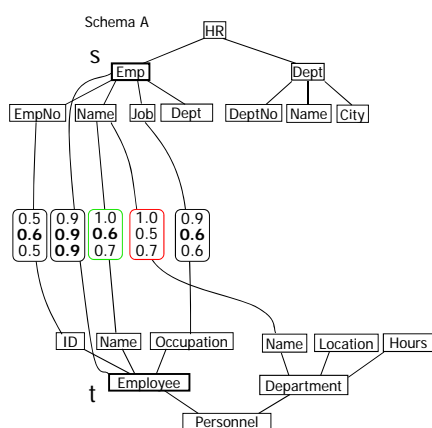 Schema A
HR
s
Emp
Dept
EmpNo Name Job Dept DeptNo Name City
0.5 0.9 1.0 1.0 0.9
0.6 0.9 0.6 0.5 0.6
0.5 0.9 0.7 0.7 0.6
ID Name Occupation Name Location Hours
t
Employee Department
Personnel